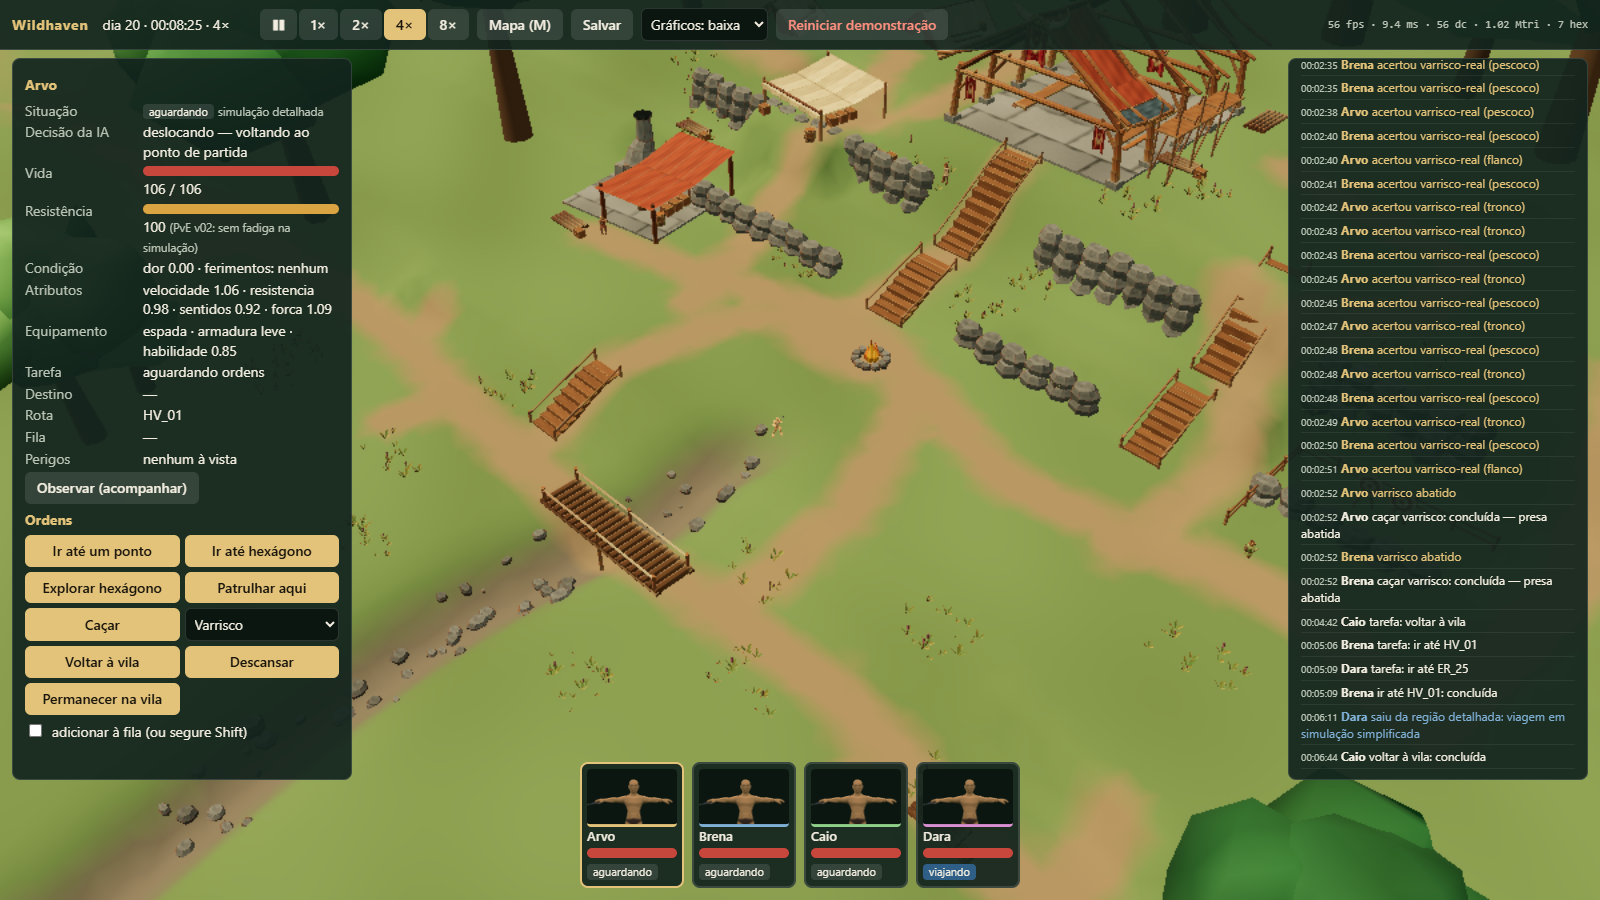 Wildhaven dia 20 · 00:08:25 · 4×
1× 2× 4× 8× Mapa (M) Salvar Gráficos: baixa Reiniciar demonstração
56 fps · 9.4 ms · 56 dc · 1.02 Mtri · 7 hex
Arvo
Situação aguardando simulação detalhada
Decisão da IA deslocando — voltando ao
ponto de partida
Vida
106 / 106
Resistência
100 (PvE v02: sem fadiga na
simulação)
Condição dor 0.00 · ferimentos: nenhum
Atributos velocidade 1.06 · resistencia
0.98 · sentidos 0.92 · forca 1.09
Equipamento espada · armadura leve ·
habilidade 0.85
Tarefa aguardando ordens
Destino —
Rota HV_01
Fila —
Perigos nenhum à vista
Observar (acompanhar)
Ordens
Ir até um ponto Ir até hexágono
Explorar hexágono Patrulhar aqui
Caçar Varrisco
Voltar à vila Descansar
Permanecer na vila
adicionar à fila (ou segure Shift)
00:02:35 Brena acertou varrisco-real (pescoco)
00:02:35 Brena acertou varrisco-real (pescoco)
00:02:38 Arvo acertou varrisco-real (pescoco)
00:02:40 Brena acertou varrisco-real (pescoco)
00:02:40 Arvo acertou varrisco-real (flanco)
00:02:41 Brena acertou varrisco-real (pescoco)
00:02:42 Arvo acertou varrisco-real (tronco)
00:02:43 Arvo acertou varrisco-real (tronco)
00:02:43 Brena acertou varrisco-real (pescoco)
00:02:45 Arvo acertou varrisco-real (tronco)
00:02:45 Brena acertou varrisco-real (pescoco)
00:02:47 Arvo acertou varrisco-real (tronco)
00:02:48 Brena acertou varrisco-real (pescoco)
00:02:48 Arvo acertou varrisco-real (tronco)
00:02:48 Brena acertou varrisco-real (pescoco)
00:02:49 Arvo acertou varrisco-real (tronco)
00:02:50 Brena acertou varrisco-real (pescoco)
00:02:51 Arvo acertou varrisco-real (flanco)
00:02:52 Arvo varrisco abatido
00:02:52 Arvo caçar varrisco: concluída — presa
abatida
00:02:52 Brena varrisco abatido
00:02:52 Brena caçar varrisco: concluída — presa
abatida
00:04:42 Caio tarefa: voltar à vila
00:05:06 Brena tarefa: ir até HV_01
00:05:09 Dara tarefa: ir até ER_25
00:05:09 Brena ir até HV_01: concluída
00:06:11 Dara saiu da região detalhada: viagem em
simulação simplificada
00:06:44 Caio voltar à vila: concluída
Arvo Brena Caio Dara
aguardando aguardando aguardando viajando